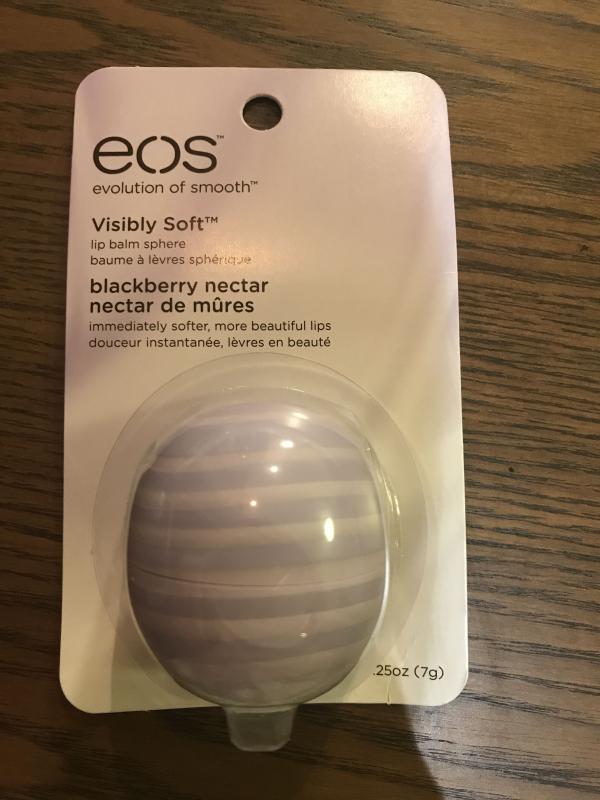 eos™
evolution of smooth™
Visibly Soft™
lip balm sphere
baume à lèvres sphérique
blackberry nectar
nectar de mûres
immediately softer, more beautiful lips
douceur instantanée, lèvres en beauté
.25oz (7g)